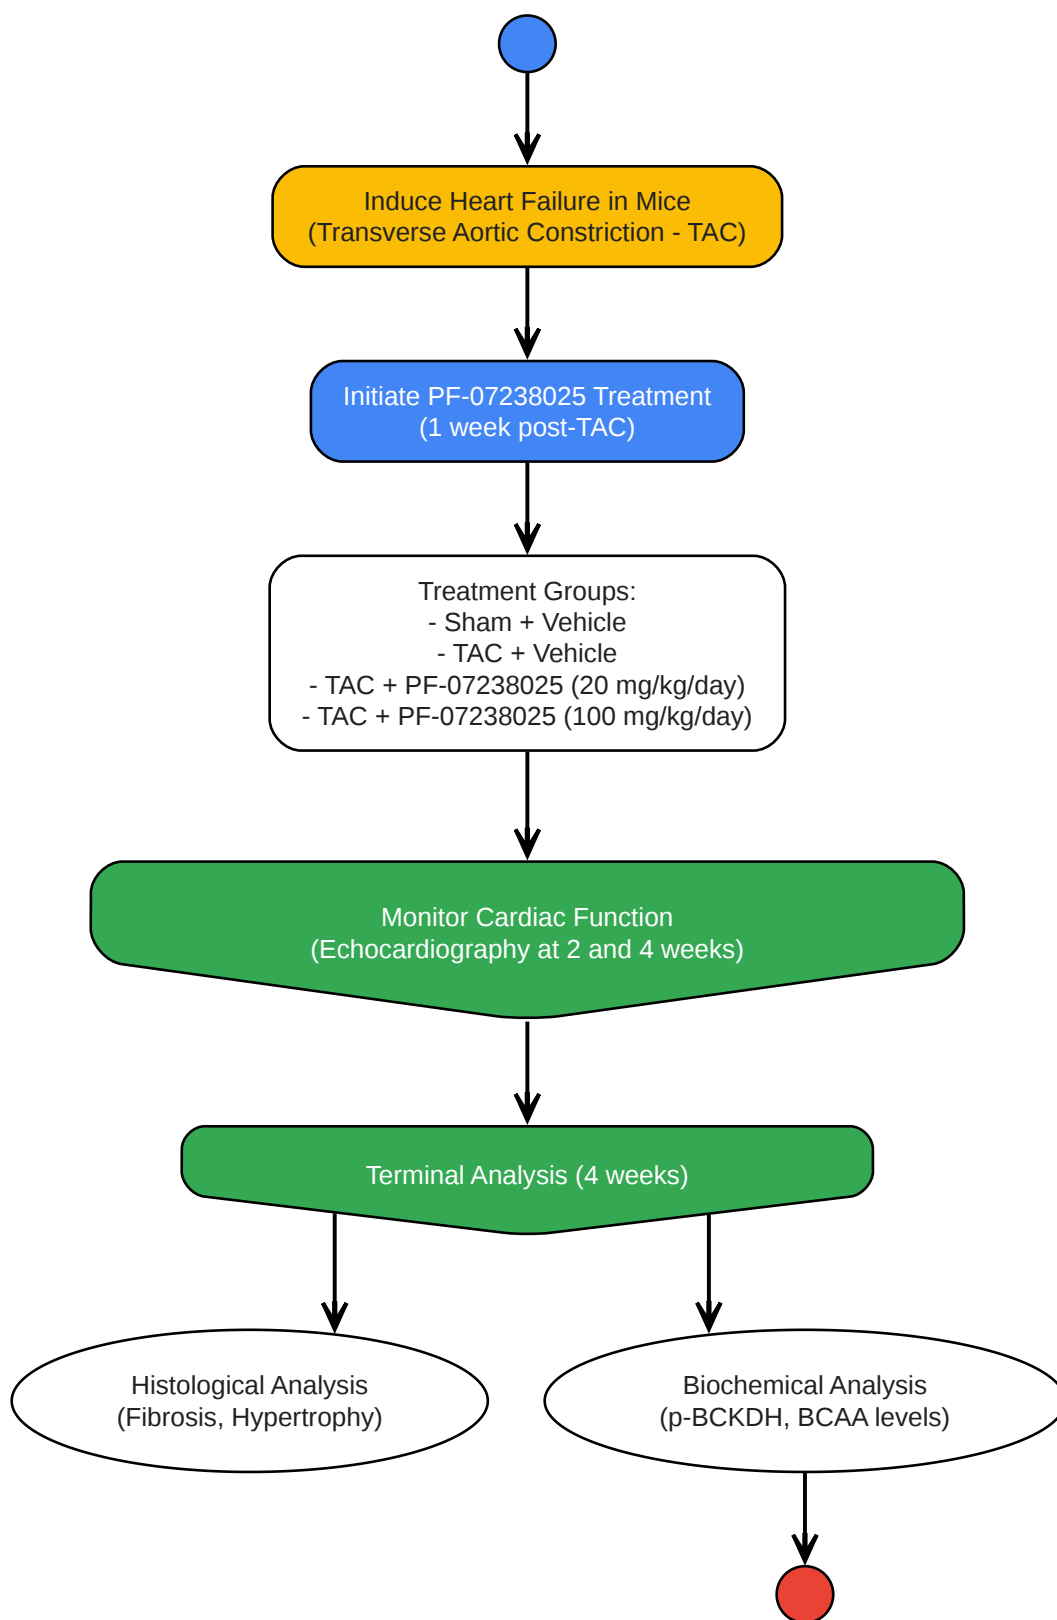 Induce Heart Failure in Mice
(Transverse Aortic Constriction - TAC)
Initiate PF-07238025 Treatment
(1 week post-TAC)
Treatment Groups:
- Sham + Vehicle
- TAC + Vehicle
- TAC + PF-07238025 (20 mg/kg/day)
- TAC + PF-07238025 (100 mg/kg/day)
Monitor Cardiac Function
(Echocardiography at 2 and 4 weeks)
Terminal Analysis (4 weeks)
Histological Analysis
(Fibrosis, Hypertrophy)
Biochemical Analysis
(p-BCKDH, BCAA levels)